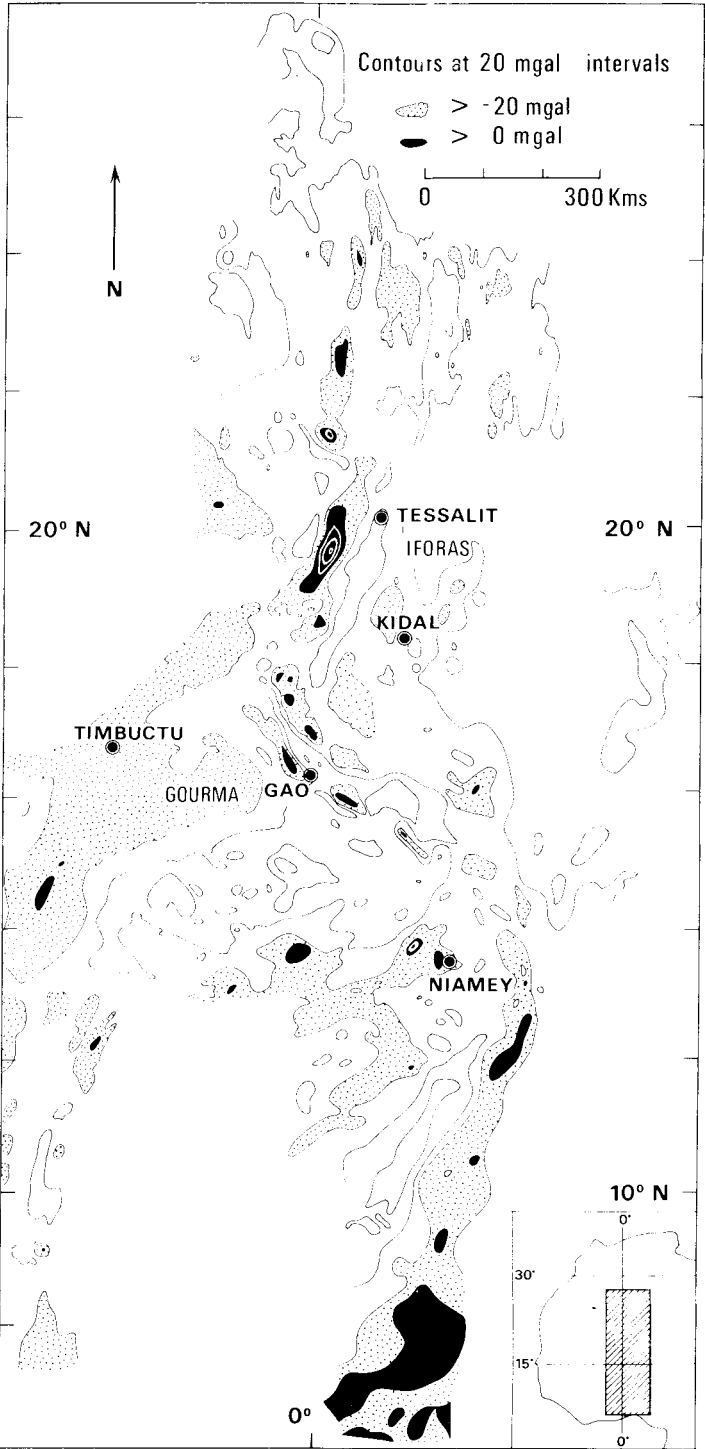 Contours at 20 mgal intervals
> -20 mgal
> 0 mgal
0 300 Kms
N
20° N 20° N
TESSALIT
IFORAS
KIDAL
TIMBUCTU
GOURMA GAO
NIAMEY
10° N
0°
30°
15°
0°
0°